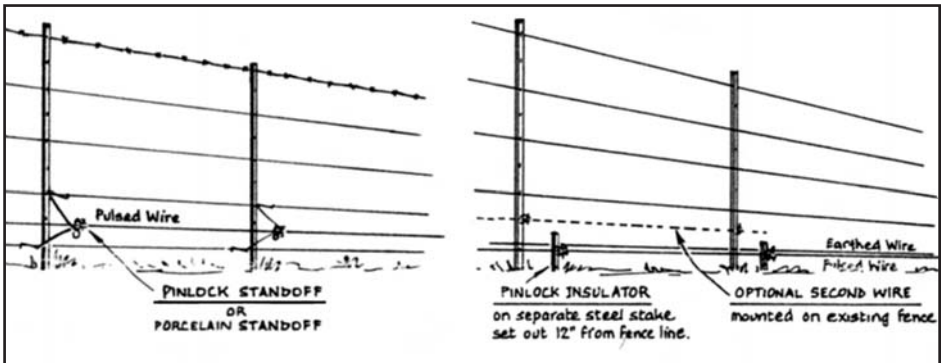 Pulsed Wire
PINLOCK STANDOFF
OR
PORCELAIN STANDOFF
Earthed Wire
Pulsed Wire
PINLOCK INSULATOR
on separate steel stake
set out 12" from fence line.
OPTIONAL SECOND WIRE
mounted on existing fence.